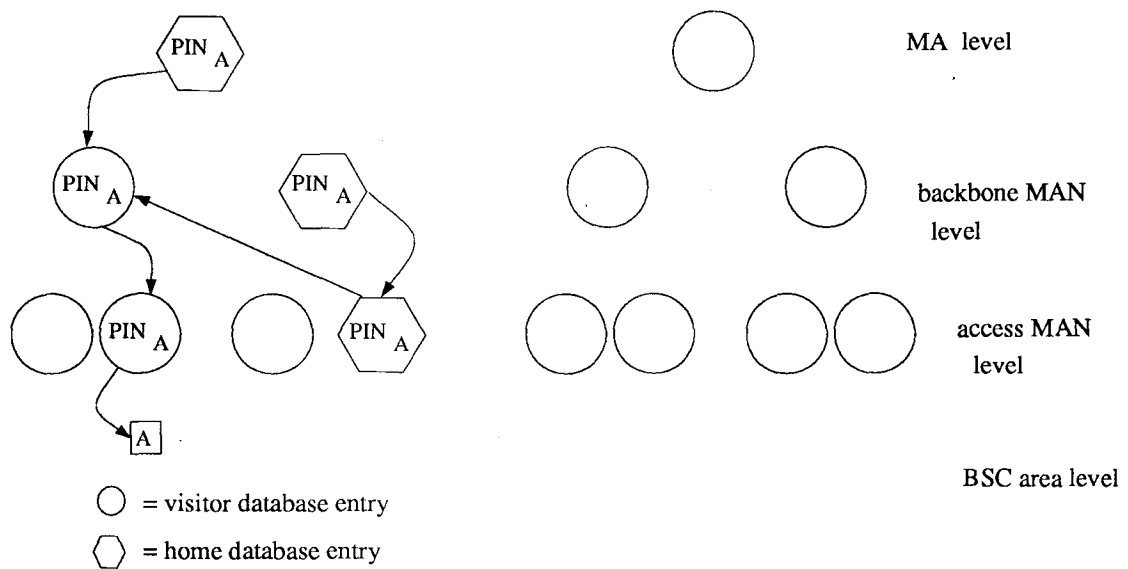 PIN A
MA level
PIN A
PIN A
backbone MAN
level
PIN A
PIN A
access MAN
level
A
BSC area level
= visitor database entry
= home database entry